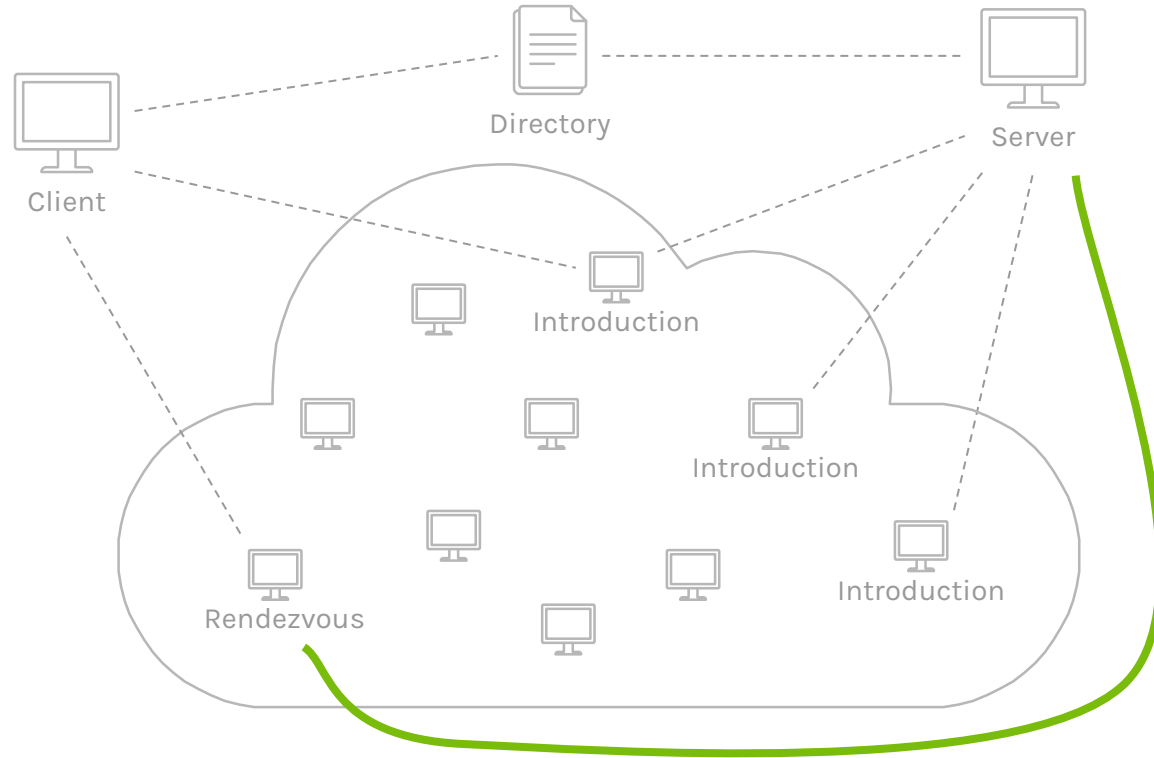 Directory
Server
Client
Introduction
Introduction
Introduction
Rendezvous